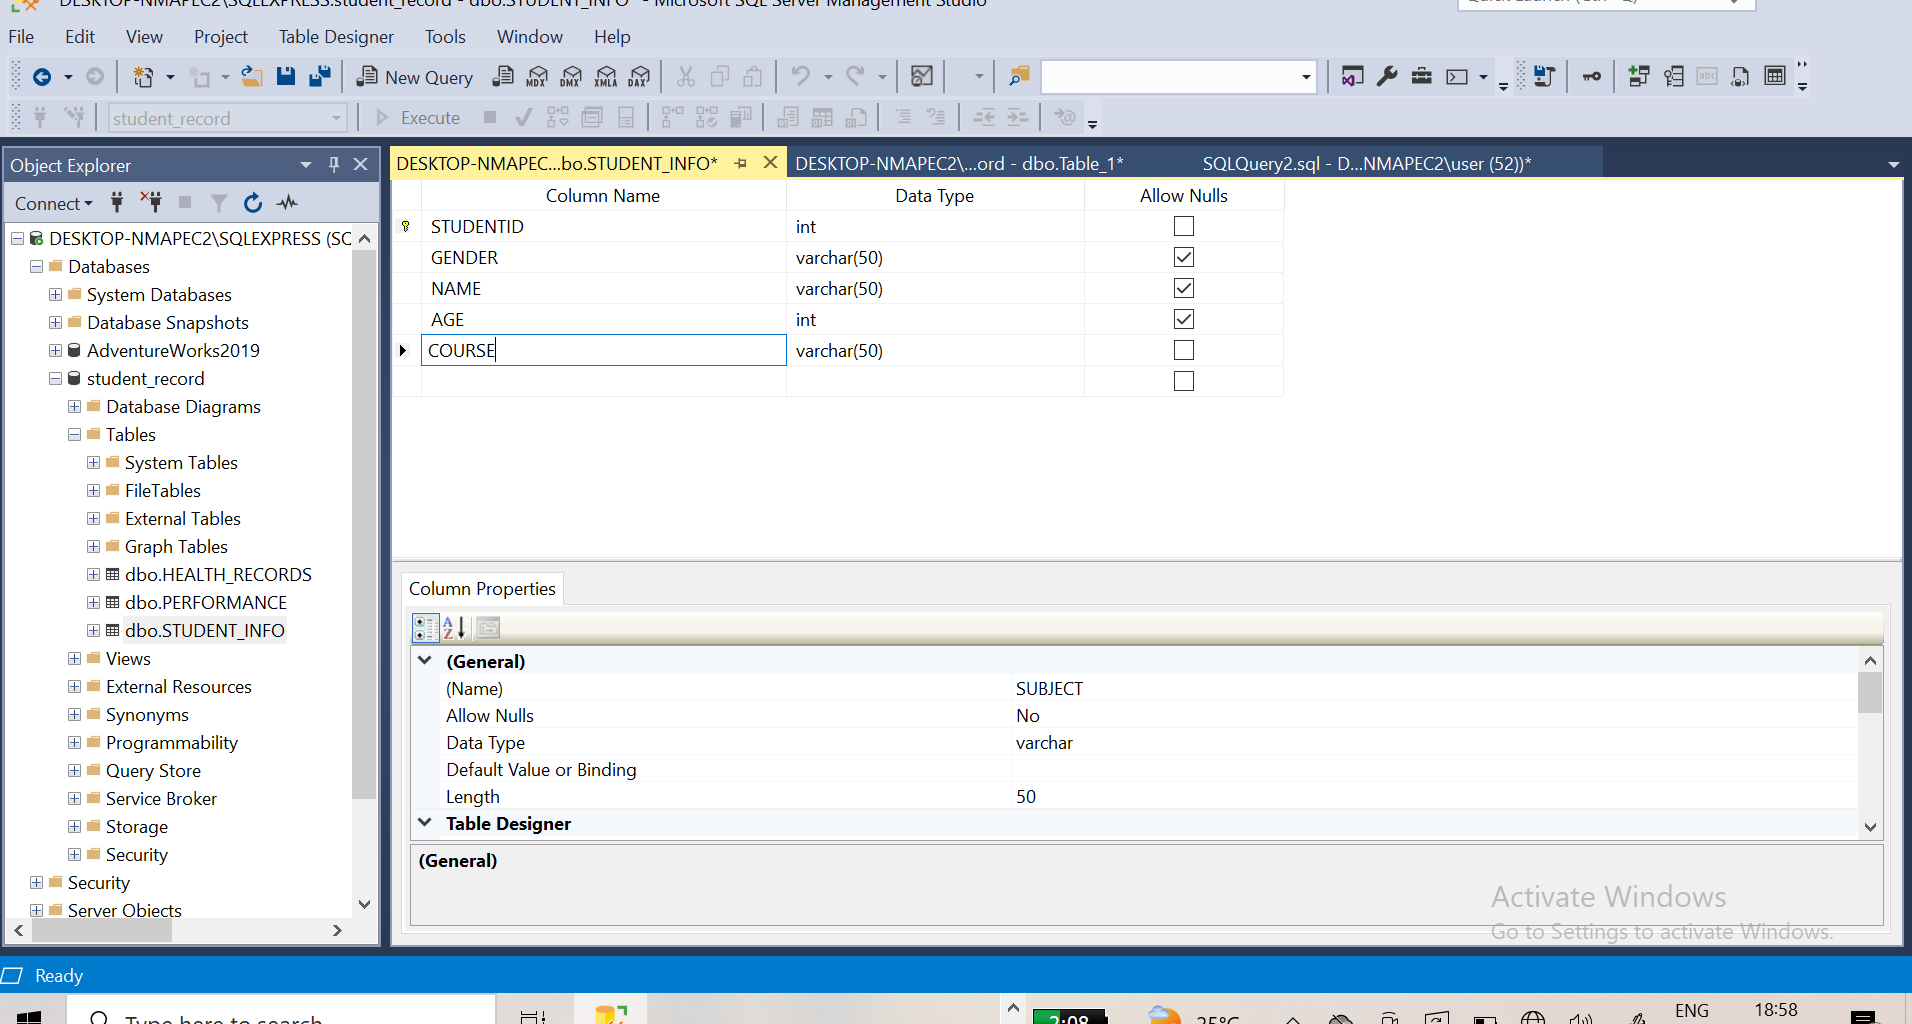 DESKTOP-NMAPEC2\SQLEXPRESS.student_record - dbo.STUDENT_INFO* - Microsoft SQL Server Management Studio
File Edit View Project Table Designer Tools Window Help
New Query MDX DMX XMLA DAX abc
student_record Execute
Object Explorer
Connect
DESKTOP-NMAPEC2\SQLEXPRESS (SQ
Databases
System Databases
Database Snapshots
AdventureWorks2019
student_record
Database Diagrams
Tables
System Tables
FileTables
External Tables
Graph Tables
dbo.HEALTH_RECORDS
dbo.PERFORMANCE
dbo.STUDENT_INFO
Views
External Resources
Synonyms
Programmability
Query Store
Service Broker
Storage
Security
Security
Server Objects
DESKTOP-NMAPEC...bo.STUDENT_INFO* DESKTOP-NMAPEC2\...ord - dbo.Table_1* SQLQuery2.sql - D...NMAPEC2\user (52))*
Column Name Data Type Allow Nulls
STUDENTID int
GENDER varchar(50)
NAME varchar(50)
AGE int
COURSE varchar(50)
Column Properties
AZ
(General)
(Name) SUBJECT
Allow Nulls No
Data Type varchar
Default Value or Binding
Length 50
Table Designer
(General)
Activate Windows
Go to Settings to activate Windows.
Ready
Type here to search
2:08 25°C ENG 18:58